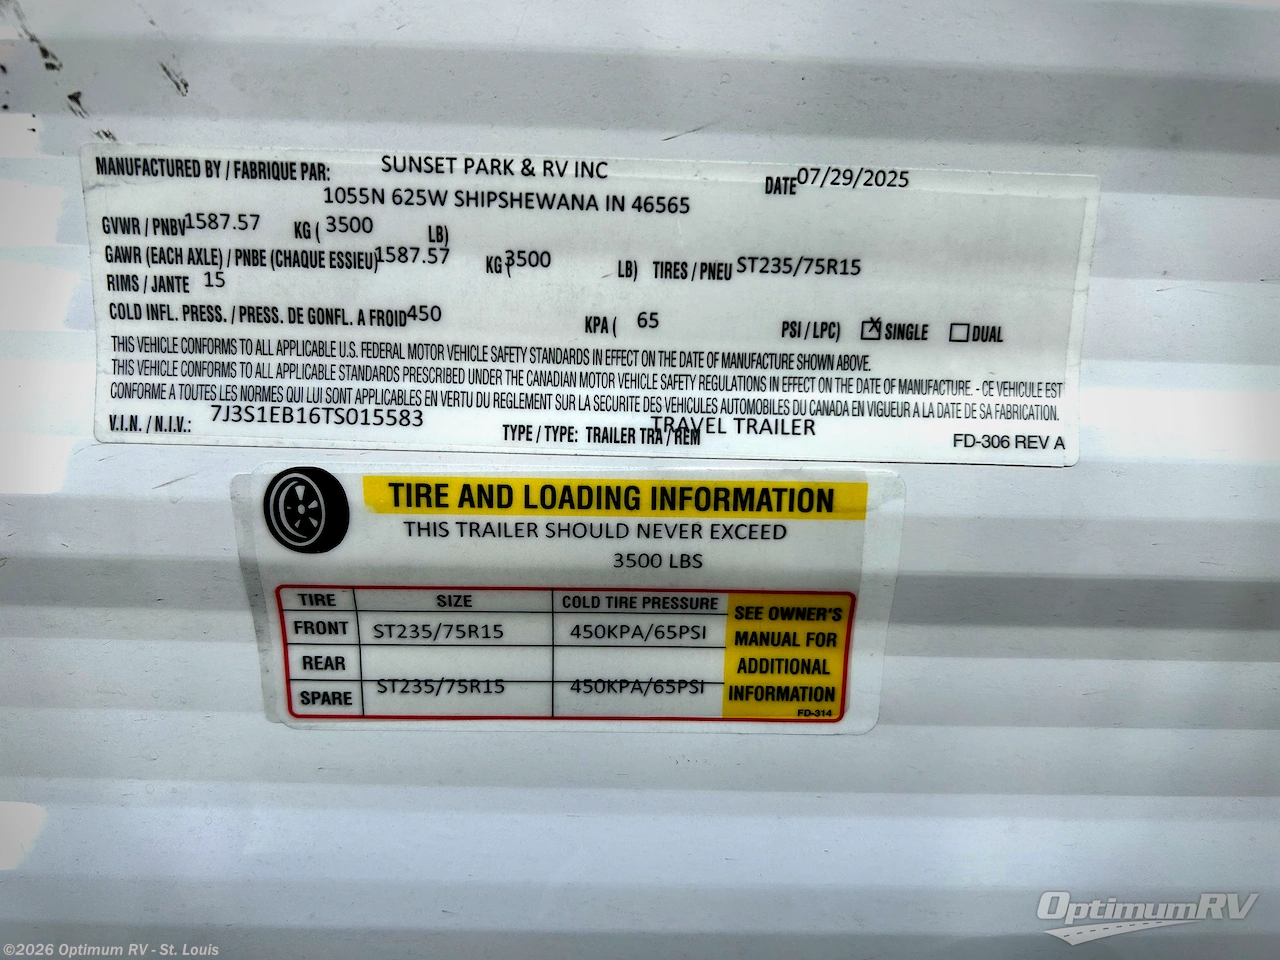 MANUFACTURED BY / FABRIQUE PAR: SUNSET PARK & RV INC DATE 07/29/2025
1055N 625W SHIPSHEWANA IN 46565
GVWR / PNBV 1587.57 KG ( 3500 LB)
GAWR (EACH AXLE) / PNBE (CHAQUE ESSIEU) 1587.57 KG ( 3500 LB) TIRES / PNEU ST235/75R15
RIMS / JANTE 15
COLD INFL. PRESS. / PRESS. DE GONFL. A FROID 450 KPA ( 65 PSI / LPC) X SINGLE DUAL
THIS VEHICLE CONFORMS TO ALL APPLICABLE U.S. FEDERAL MOTOR VEHICLE SAFETY STANDARDS IN EFFECT ON THE DATE OF MANUFACTURE SHOWN ABOVE.
THIS VEHICLE CONFORMS TO ALL APPLICABLE STANDARDS PRESCRIBED UNDER THE CANADIAN MOTOR VEHICLE SAFETY REGULATIONS IN EFFECT ON THE DATE OF MANUFACTURE. - CE VEHICULE EST
CONFORME A TOUTES LES NORMES QUI LUI SONT APPLICABLES EN VERTU DU REGLEMENT SUR LA SECURITE DES VEHICULES AUTOMOBILES DU CANADA EN VIGUEUR A LA DATE DE SA FABRICATION.
V.I.N. / N.I.V.: 7J3S1EB16TS015583 TYPE / TYPE: TRAILER TRA / REM TRAVEL TRAILER FD-306 REV A
TIRE AND LOADING INFORMATION
THIS TRAILER SHOULD NEVER EXCEED
3500 LBS
TIRE SIZE COLD TIRE PRESSURE
FRONT ST235/75R15 450KPA/65PSI
REAR
SPARE ST235/75R15 450KPA/65PSI
SEE OWNER'S
MANUAL FOR
ADDITIONAL
INFORMATION
FD-314
OptimumRV
©2026 Optimum RV - St. Louis